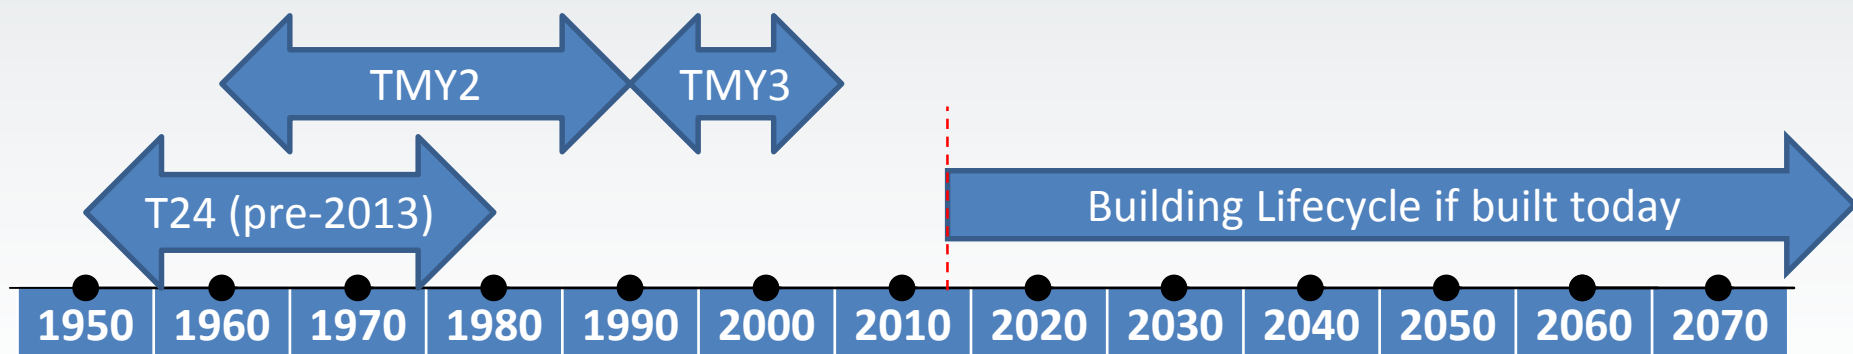 TMY2
TMY3
T24 (pre-2013)
Building Lifecycle if built today
1950 1960 1970 1980 1990 2000 2010 2020 2030 2040 2050 2060 2070